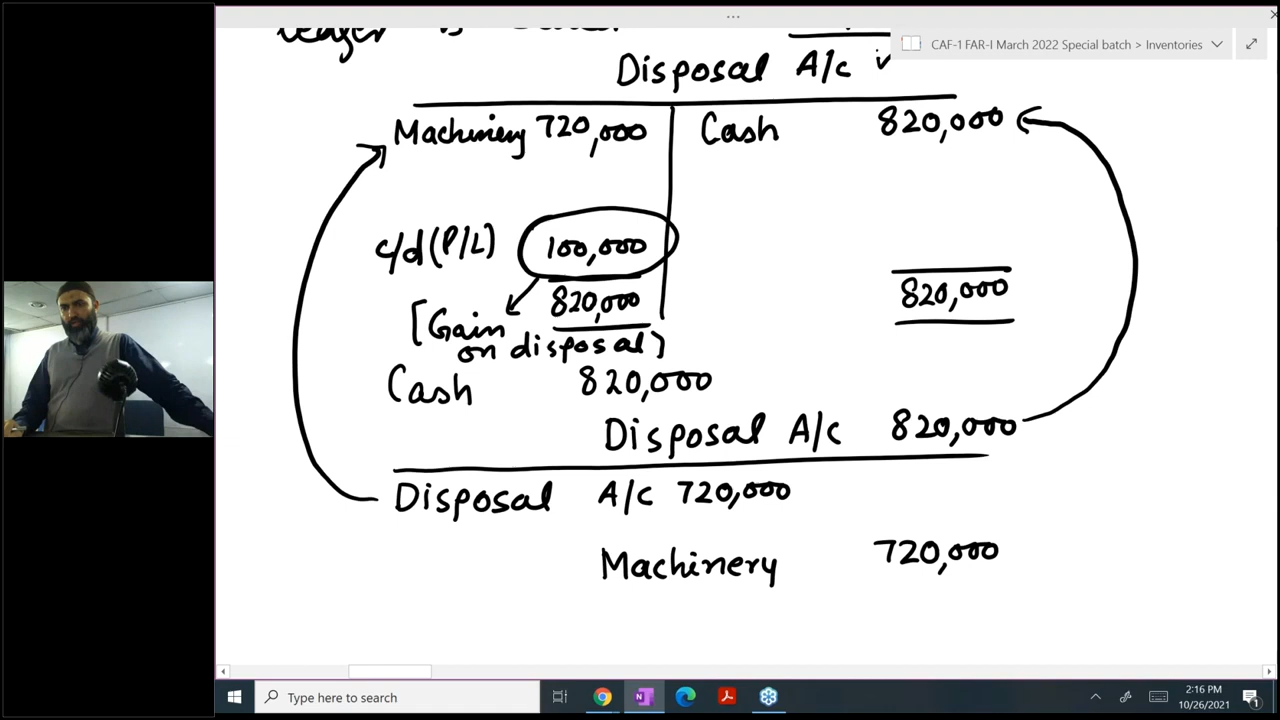 CAF-1 FAR-I March 2022 Special batch > Inventories
Disposal A/c
Machinery 720,000 Cash 820,000
c/d (P/L) 100,000
820,000 820,000
[Gain on disposal]
Cash 820,000
Disposal A/c 820,000
Disposal A/c 720,000
Machinery 720,000
Type here to search
2:16 PM
10/26/2021
1